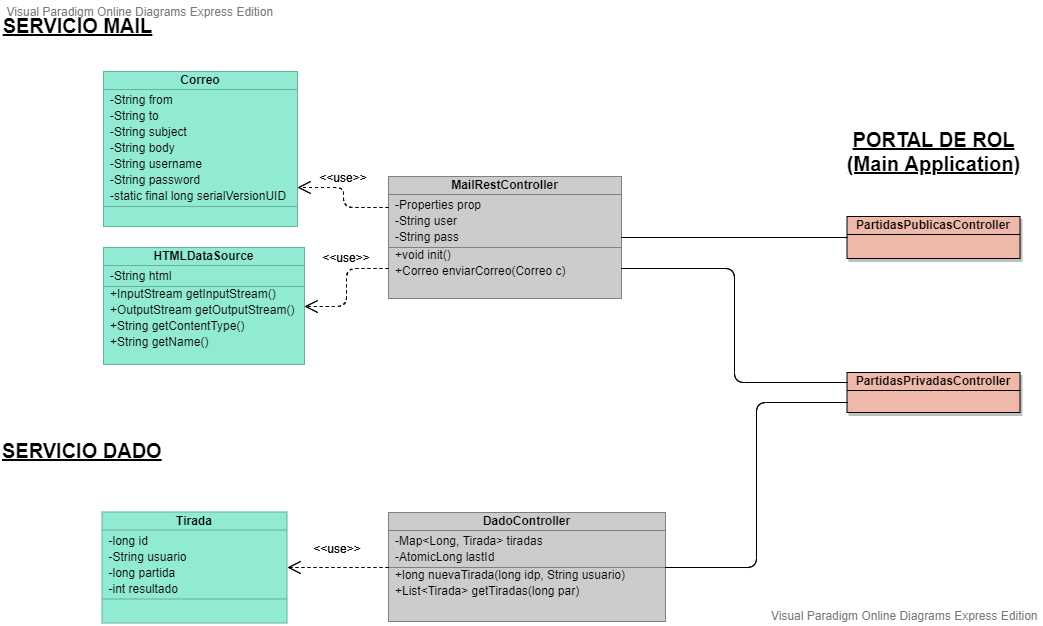 Visual Paradigm Online Diagrams Express Edition
SERVICIO MAIL
Correo
-String from
-String to
-String subject
-String body
-String username
-String password
-static final long serialVersionUID
<<use>>
HTMLDataSource
-String html
+InputStream getInputStream()
+OutputStream getOutputStream()
+String getContentType()
+String getName()
<<use>>
MailRestController
-Properties prop
-String user
-String pass
+void init()
+Correo enviarCorreo(Correo c)
PORTAL DE ROL
(Main Application)
PartidasPublicasController
PartidasPrivadasController
SERVICIO DADO
Tirada
-long id
-String usuario
-long partida
-int resultado
<<use>>
DadoController
-Map<Long, Tirada> tiradas
-AtomicLong lastId
+long nuevaTirada(long idp, String usuario)
+List<Tirada> getTiradas(long par)
Visual Paradigm Online Diagrams Express Edition